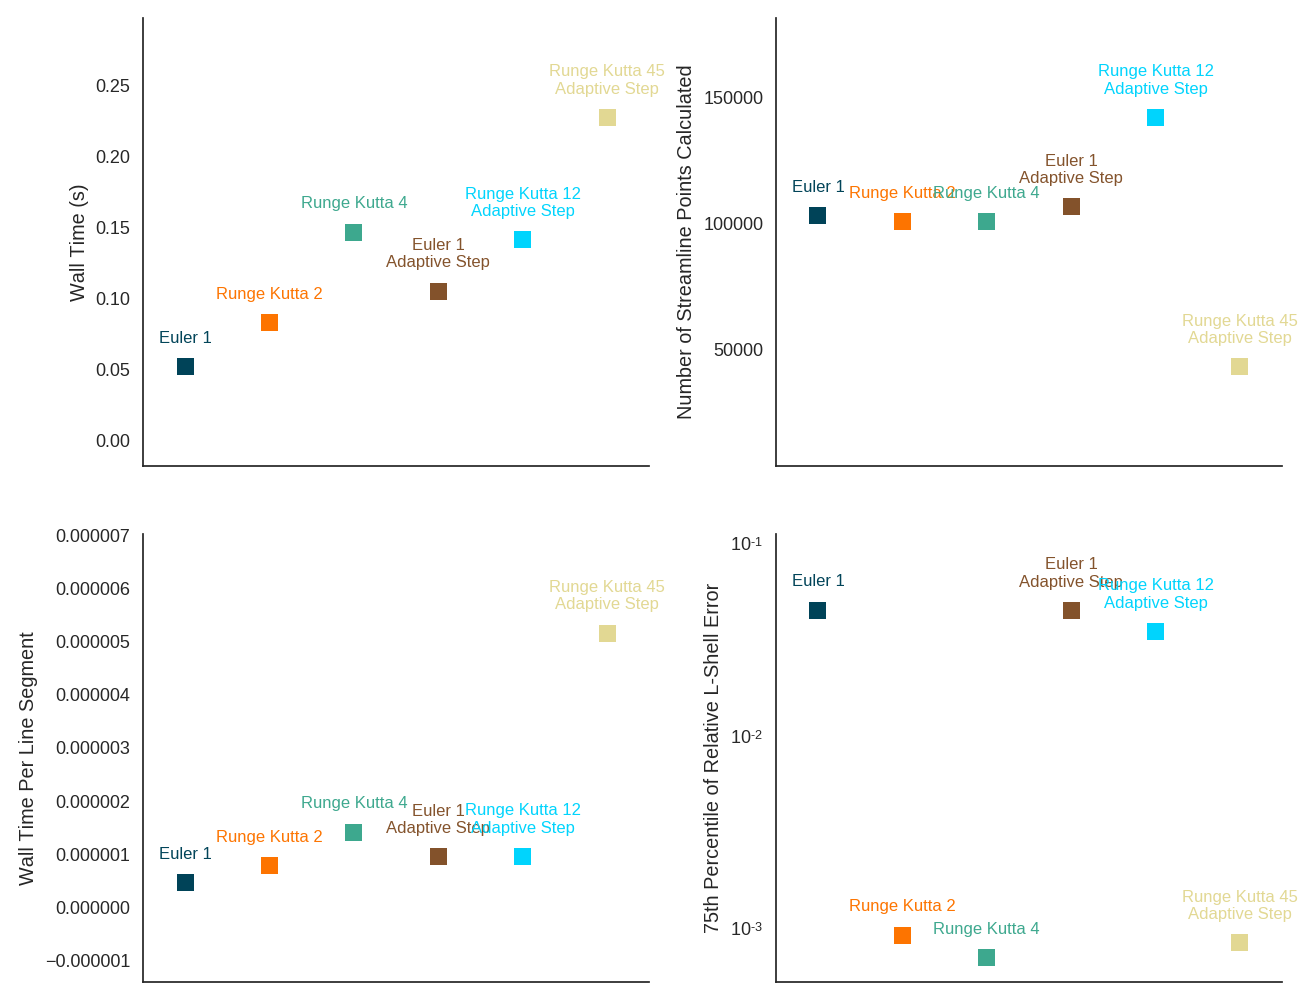 Wall Time (s)
0.25
0.20
0.15
0.10
0.05
0.00
Euler 1
Runge Kutta 2
Runge Kutta 4
Euler 1
Adaptive Step
Runge Kutta 12
Adaptive Step
Runge Kutta 45
Adaptive Step
Number of Streamline Points Calculated
150000
100000
50000
Euler 1
Runge Kutta 2
Runge Kutta 4
Euler 1
Adaptive Step
Runge Kutta 12
Adaptive Step
Runge Kutta 45
Adaptive Step
Wall Time Per Line Segment
0.000007
0.000006
0.000005
0.000004
0.000003
0.000002
0.000001
0.000000
−0.000001
Euler 1
Runge Kutta 2
Runge Kutta 4
Euler 1
Adaptive Step
Runge Kutta 12
Adaptive Step
Runge Kutta 45
Adaptive Step
75th Percentile of Relative L-Shell Error
10-1
10-2
10-3
Euler 1
Runge Kutta 2
Runge Kutta 4
Euler 1
Adaptive Step
Runge Kutta 12
Adaptive Step
Runge Kutta 45
Adaptive Step